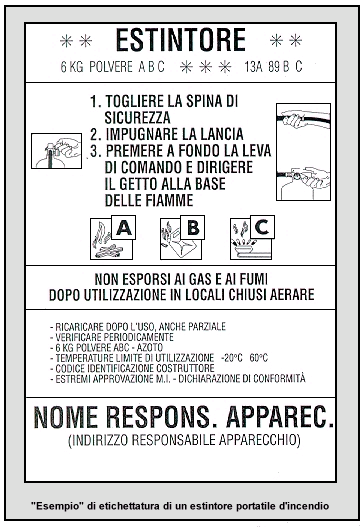 ** ESTINTORE **
6 KG POLVERE A B C *** 13A 89 B C
1. TOGLIERE LA SPINA DI
SICUREZZA
2. IMPUGNARE LA LANCIA
3. PREMERE A FONDO LA LEVA
DI COMANDO E DIRIGERE
IL GETTO ALLA BASE
DELLE FIAMME
A B C
NON ESPORSI AI GAS E AI FUMI
DOPO UTILIZZAZIONE IN LOCALI CHIUSI AERARE
- RICARICARE DOPO L'USO, ANCHE PARZIALE
- VERIFICARE PERIODICAMENTE
- 6 KG POLVERE ABC - AZOTO
- TEMPERATURA LIMITE DI UTILIZZAZIONE -20°C 60°C
- CODICE IDENTIFICAZIONE COSTRUTTORE
- ESTREMI APPROVAZIONE M.I. - DICHIARAZIONE DI CONFORMITÀ
NOME RESPONS. APPAREC.
(INDIRIZZO RESPONSABILE APPARECCHIO)
"Esempio" di etichettatura di un estintore portatile d'incendio